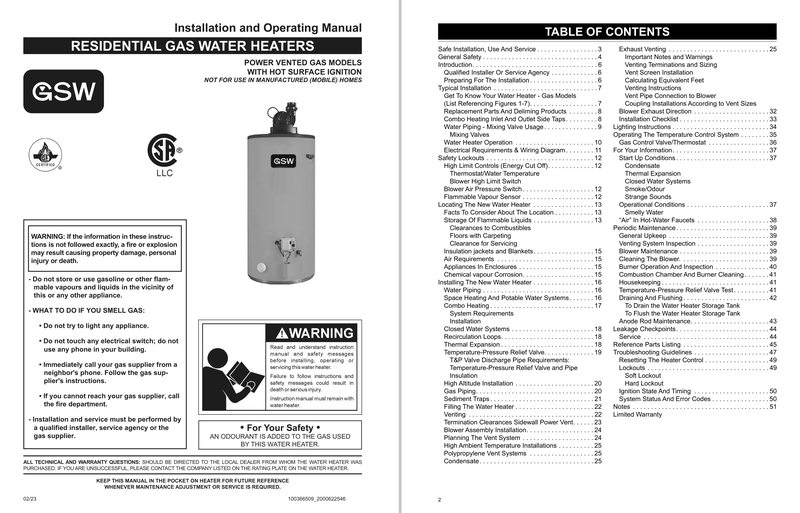 Installation and Operating Manual
RESIDENTIAL GAS WATER HEATERS
POWER VENTED GAS MODELS
WITH HOT SURFACE IGNITION
NOT FOR USE IN MANUFACTURED (MOBILE) HOMES
GSW
CERTIFIED
®
SA
®
LLC
GSW
WARNING: If the information in these instruc-
tions is not followed exactly, a fire or explosion
may result causing property damage, personal
injury or death.
- Do not store or use gasoline or other flam-
mable vapours and liquids in the vicinity of
this or any other appliance.
- WHAT TO DO IF YOU SMELL GAS:
• Do not try to light any appliance.
• Do not touch any electrical switch; do not
use any phone in your building.
• Immediately call your gas supplier from a
neighbor's phone. Follow the gas sup-
plier's instructions.
• If you cannot reach your gas supplier, call
the fire department.
- Installation and service must be performed by
a qualified installer, service agency or the
gas supplier.
WARNING
Read and understand instruction
manual and safety messages
before installing, operating or
servicing this water heater.
Failure to follow instructions and
safety messages could result in
death or serious injury.
Instruction manual must remain with
water heater.
• For Your Safety •
AN ODOURANT IS ADDED TO THE GAS USED
BY THIS WATER HEATER.
ALL TECHNICAL AND WARRANTY QUESTIONS: SHOULD BE DIRECTED TO THE LOCAL DEALER FROM WHOM THE WATER HEATER WAS
PURCHASED. IF YOU ARE UNSUCCESSFUL, PLEASE CONTACT THE COMPANY LISTED ON THE RATING PLATE ON THE WATER HEATER.
KEEP THIS MANUAL IN THE POCKET ON HEATER FOR FUTURE REFERENCE
WHENEVER MAINTENANCE ADJUSTMENT OR SERVICE IS REQUIRED.
02/23
100366509_2000622546
TABLE OF CONTENTS
Safe Installation, Use And Service . . . . . . . . . . . . . . . . 3
General Safety . . . . . . . . . . . . . . . . 4
Introduction. . . . . . . . . . . . . . . . 6
Qualified Installer Or Service Agency . . . . . . . . . . . . 6
Preparing For The Installation. . . . . . . . . . . . . . . . 6
Typical Installation . . . . . . . . . . . . . . . . 7
Get To Know Your Water Heater - Gas Models
(List Referencing Figures 1-7). . . . . . . . . . . . . . . . 7
Replacement Parts And Deliming Products . . . . . . . . 8
Combo Heating Inlet And Outlet Side Taps. . . . . . . . 8
Water Piping - Mixing Valve Usage. . . . . . . . . . . . 9
Mixing Valves
Water Heater Operation . . . . . . . . . . . . . . . . 10
Electrical Requirements & Wiring Diagram. . . . . . . . 11
Safety Lockouts . . . . . . . . . . . . . . . . 12
High Limit Controls (Energy Cut Off). . . . . . . . . . . . 12
Thermostat/Water Temperature
Blower High Limit Switch
Blower Air Pressure Switch . . . . . . . . . . . . . . . . 12
Flammable Vapour Sensor . . . . . . . . . . . . . . . . 12
Locating The New Water Heater . . . . . . . . . . . . . . . . 13
Facts To Consider About The Location . . . . . . . . . . . 13
Storage Of Flammable Liquids . . . . . . . . . . . . . . . . 13
Clearances to Combustibles
Floors with Carpeting
Clearance for Servicing
Insulation jackets and Blankets. . . . . . . . . . . . . . . . 15
Air Requirements . . . . . . . . . . . . . . . . 15
Appliances In Enclosures . . . . . . . . . . . . . . . . 15
Chemical vapour Corrosion. . . . . . . . . . . . . . . . 15
Installing The New Water Heater . . . . . . . . . . . . . . . . 16
Water Piping . . . . . . . . . . . . . . . . 16
Space Heating And Potable Water Systems. . . . . . . 16
Combo Heating. . . . . . . . . . . . . . . . 17
System Requirements
Installation
Closed Water Systems . . . . . . . . . . . . . . . . 18
Recirculation Loops. . . . . . . . . . . . . . . . 18
Thermal Expansion . . . . . . . . . . . . . . . . 18
Temperature-Pressure Relief Valve. . . . . . . . . . . . . 19
T&P Valve Discharge Pipe Requirements:
Temperature-Pressure Relief Valve and Pipe
Insulation
High Altitude Installation . . . . . . . . . . . . . . . . 20
Gas Piping. . . . . . . . . . . . . . . . 20
Sediment Traps. . . . . . . . . . . . . . . . 21
Filling The Water Heater . . . . . . . . . . . . . . . . 22
Venting . . . . . . . . . . . . . . . . 22
Termination Clearances Sidewall Power Vent. . . . . . 23
Blower Assembly Installation. . . . . . . . . . . . . . . . 24
Planning The Vent System . . . . . . . . . . . . . . . . 24
High Ambient Temperature Installations . . . . . . . . . . 25
Polypropylene Vent Systems . . . . . . . . . . . . . . . . 25
Condensate. . . . . . . . . . . . . . . . 25
Exhaust Venting . . . . . . . . . . . . . . . . 25
Important Notes and Warnings
Venting Terminations and Sizing
Vent Screen Installation
Calculating Equivalent Feet
Venting Instructions
Vent Pipe Connection to Blower
Coupling Installations According to Vent Sizes
Blower Exhaust Direction . . . . . . . . . . . . . . . . 32
Installation Checklist . . . . . . . . . . . . . . . . 33
Lighting Instructions . . . . . . . . . . . . . . . . 34
Operating The Temperature Control System . . . . . . . . 35
Gas Control Valve/Thermostat . . . . . . . . . . . . . . . . 36
For Your Information. . . . . . . . . . . . . . . . 37
Start Up Conditions. . . . . . . . . . . . . . . . 37
Condensate
Thermal Expansion
Closed Water Systems
Smoke/Odour
Strange Sounds
Operational Conditions . . . . . . . . . . . . . . . . 37
Smelly Water
“Air” In Hot-Water Faucets . . . . . . . . . . . . . . . . 38
Periodic Maintenance. . . . . . . . . . . . . . . . 39
General Upkeep . . . . . . . . . . . . . . . . 39
Venting System Inspection . . . . . . . . . . . . . . . . 39
Blower Maintenance . . . . . . . . . . . . . . . . 39
Cleaning The Blower. . . . . . . . . . . . . . . . 39
Burner Operation And Inspection . . . . . . . . . . . . . . 40
Combustion Chamber And Burner Cleaning. . . . . . . 41
Housekeeping . . . . . . . . . . . . . . . . 41
Temperature-Pressure Relief Valve Test. . . . . . . . . . 41
Draining And Flushing. . . . . . . . . . . . . . . . 42
To Drain the Water Heater Storage Tank
To Flush the Water Heater Storage Tank
Anode Rod Maintenance. . . . . . . . . . . . . . . . 43
Leakage Checkpoints. . . . . . . . . . . . . . . . 44
Service . . . . . . . . . . . . . . . . 44
Reference Parts Listing . . . . . . . . . . . . . . . . 45
Troubleshooting Guidelines . . . . . . . . . . . . . . . . 47
Resetting The Heater Control . . . . . . . . . . . . . . . . 49
Lockouts . . . . . . . . . . . . . . . . 49
Soft Lockout
Hard Lockout
Ignition State And Timing . . . . . . . . . . . . . . . . 50
System Status And Error Codes . . . . . . . . . . . . . . . . 50
Notes . . . . . . . . . . . . . . . . 51
Limited Warranty
2